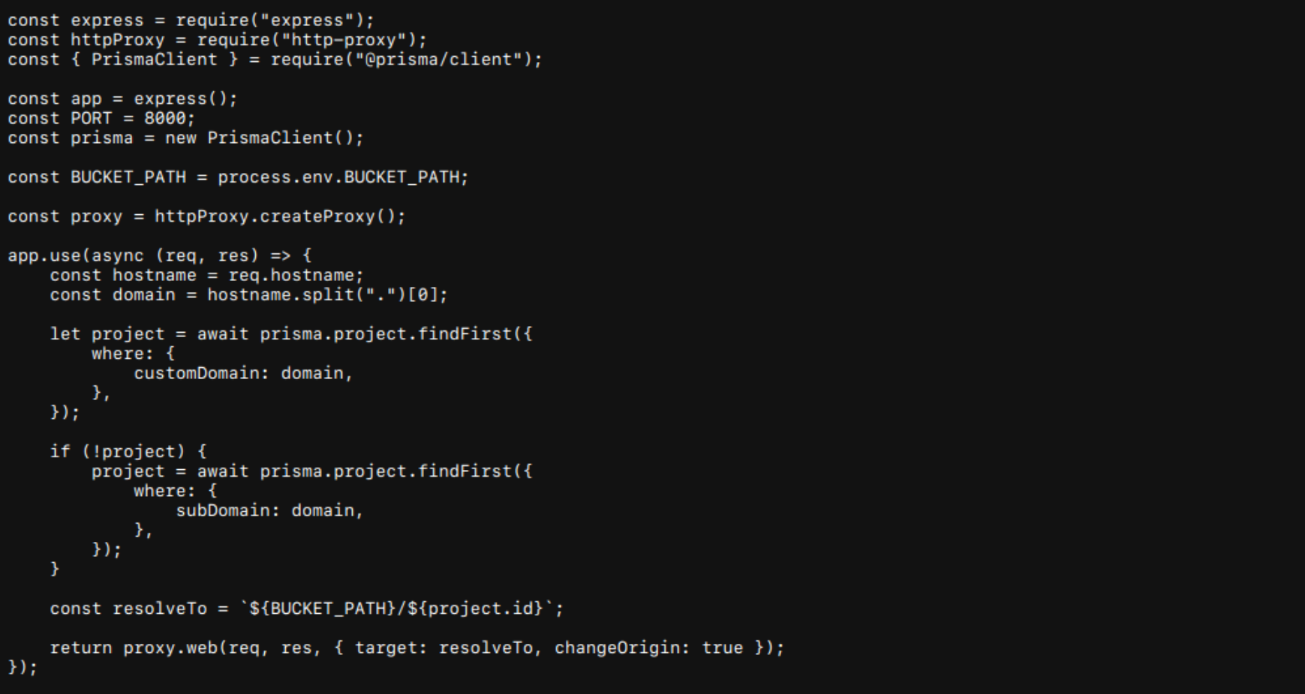 const express = require("express");
const httpProxy = require("http-proxy");
const { PrismaClient } = require("@prisma/client");

const app = express();
const PORT = 8000;
const prisma = new PrismaClient();

const BUCKET_PATH = process.env.BUCKET_PATH;

const proxy = httpProxy.createProxy();

app.use(async (req, res) => {
    const hostname = req.hostname;
    const domain = hostname.split(".")[0];

    let project = await prisma.project.findFirst({
        where: {
            customDomain: domain,
        },
    });

    if (!project) {
        project = await prisma.project.findFirst({
            where: {
                subDomain: domain,
            },
        });
    }

    const resolveTo = `${BUCKET_PATH}/${project.id}`;

    return proxy.web(req, res, { target: resolveTo, changeOrigin: true });
});